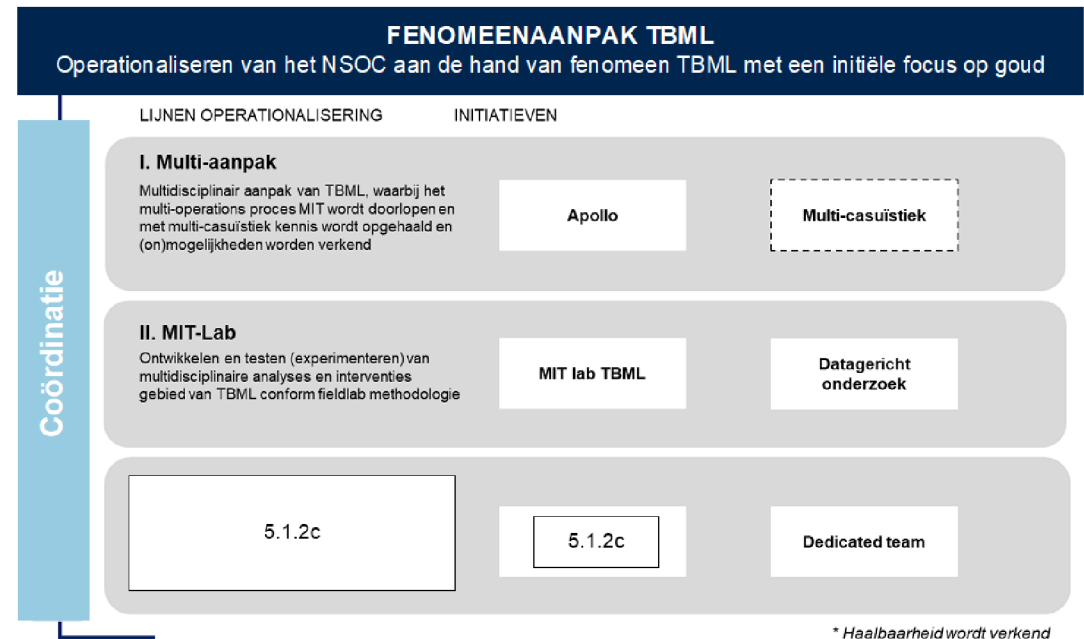 FENOMEENAANPAK TBML
Operationaliseren van het NSOC aan de hand van fenomeen TBML met een initiële focus op goud
LIJNEN OPERATIONALISERING
INITIATIEVEN
Coördinatie
I. Multi-aanpak
Multidisciplinair aanpak van TBML, waarbij het
multi-operations proces MIT wordt doorlopen en
met multi-casuïstiek kennis wordt opgehaald en
(on)mogelijkheden worden verkend
Apollo
Multi-casuïstiek
II. MIT-Lab
Ontwikkelen en testen (experimenteren) van
multidisciplinaire analyses en interventies
gebied van TBML conform fieldlab methodologie
MIT lab TBML
Datagericht
onderzoek
5.1.2c
5.1.2c
Dedicated team
* Haalbaarheid wordt verkend